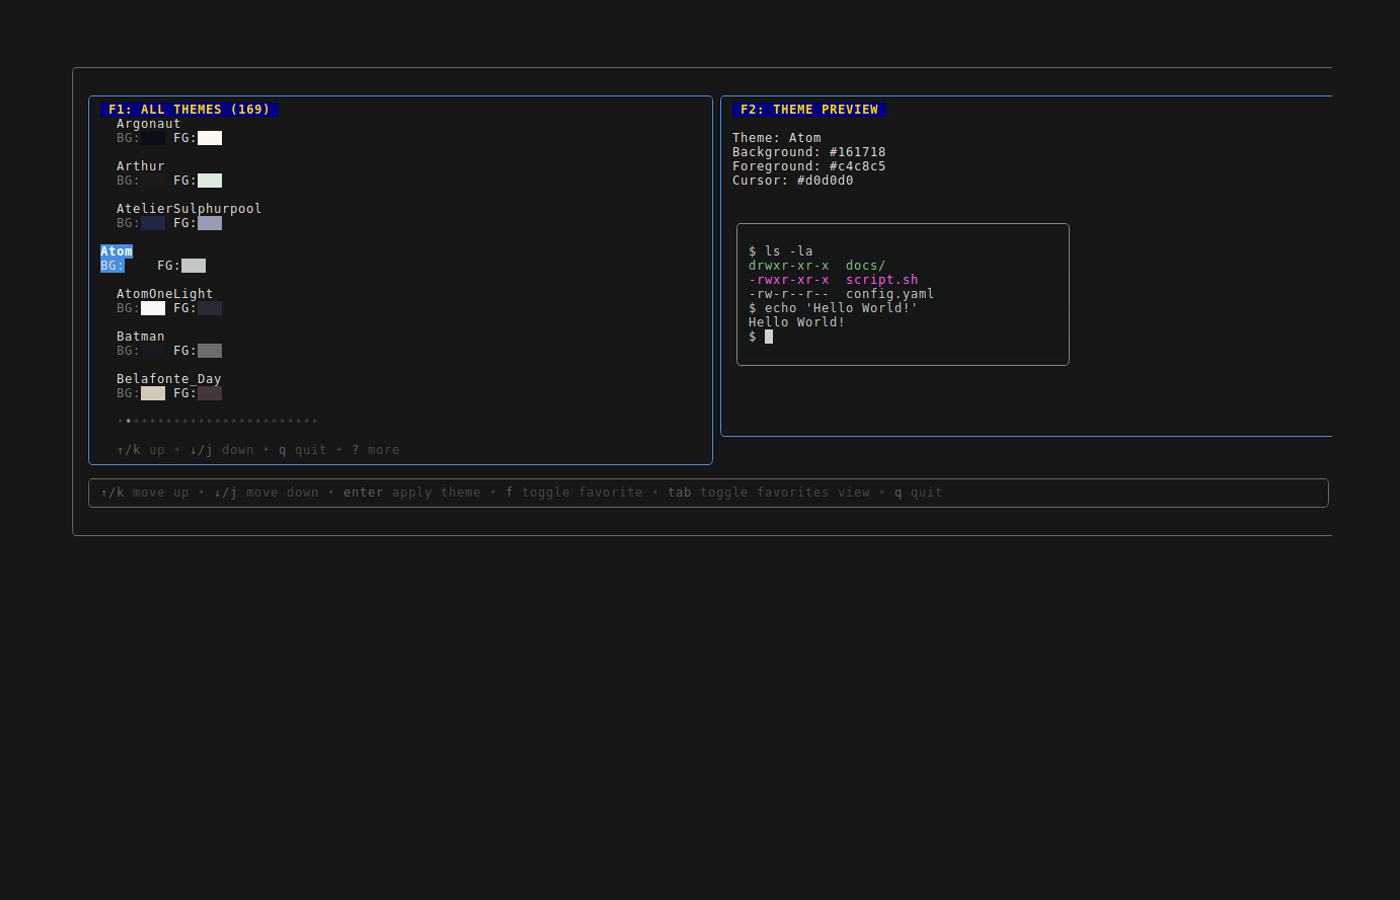 F1: ALL THEMES (169)
Argonaut
BG: FG:
Arthur
BG: FG:
AtelierSulphurpool
BG: FG:
Atom
BG: FG:
AtomOneLight
BG: FG:
Batman
BG: FG:
Belafonte_Day
BG: FG:
↑/k up • ↓/j down • q quit • ? more
F2: THEME PREVIEW
Theme: Atom
Background: #161718
Foreground: #c4c8c5
Cursor: #d0d0d0
$ ls -la
drwxr-xr-x  docs/
-rwxr-xr-x  script.sh
-rw-r--r--  config.yaml
$ echo 'Hello World!'
Hello World!
$
↑/k move up • ↓/j move down • enter apply theme • f toggle favorite • tab toggle favorites view • q quit